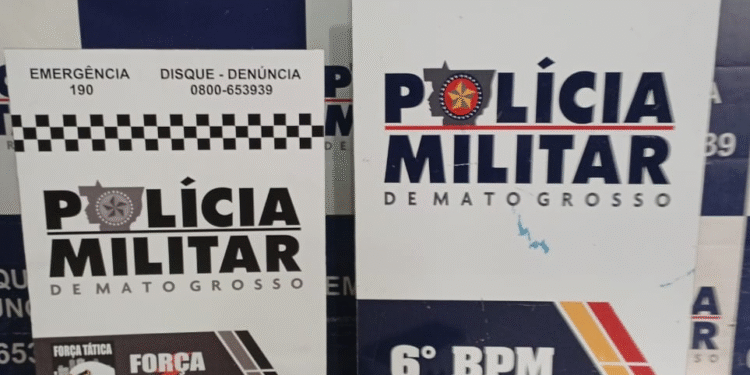 EMERGÊNCIA
190
DISQUE - DENÚNCIA
0800-653939
POLÍCIA
MILITAR
DE MATO GROSSO
FORÇA TÁTICA
FORÇA
POLÍCIA
MILITAR
DE MATO GROSSO
6º BPM